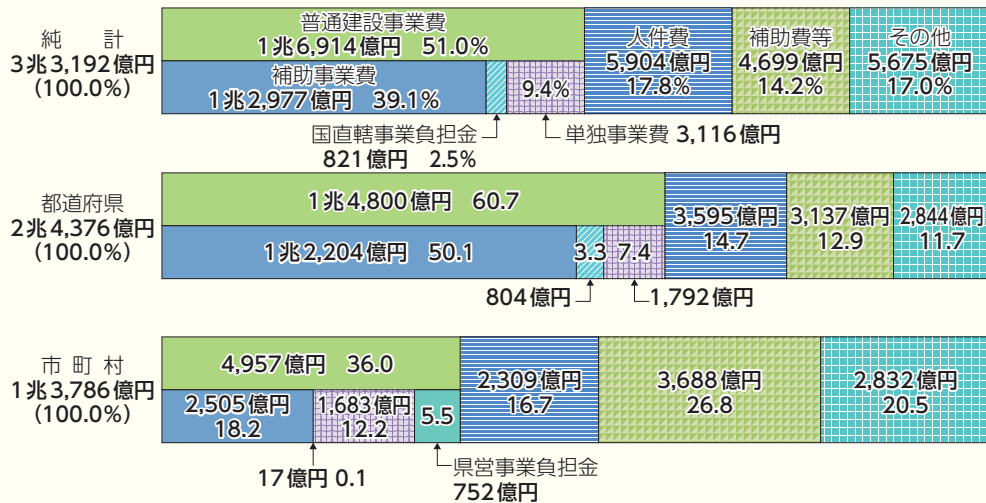 純計
3兆3,192億円
(100.0%)
普通建設事業費
1兆6,914億円 51.0%
補助事業費
1兆2,977億円 39.1%
9.4%
人件費
5,904億円
17.8%
補助費等
4,699億円
14.2%
その他
5,675億円
17.0%
国直轄事業負担金
821億円 2.5%
単独事業費 3,116億円
都道府県
2兆4,376億円
(100.0%)
1兆4,800億円 60.7
1兆2,204億円 50.1
3.3
7.4
3,595億円
14.7
3,137億円
12.9
2,844億円
11.7
804億円
1,792億円
市町村
1兆3,786億円
(100.0%)
4,957億円 36.0
2,505億円
18.2
1,683億円
12.2
5.5
2,309億円
16.7
3,688億円
26.8
2,832億円
20.5
17億円 0.1
県営事業負担金
752億円